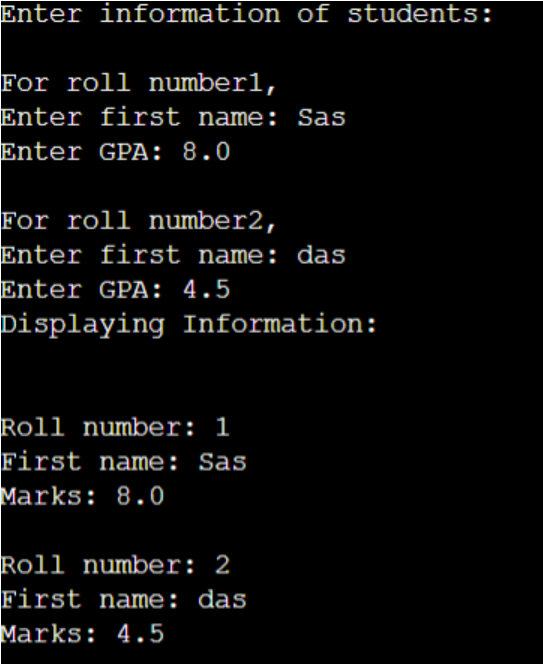 Enter information of students:
For roll number1,
Enter first name: Sas
Enter GPA: 8.0
For roll number2,
Enter first name: das
Enter GPA: 4.5
Displaying Information:
Roll number: 1
First name: Sas
Marks: 8.0
Roll number: 2
First name: das
Marks: 4.5